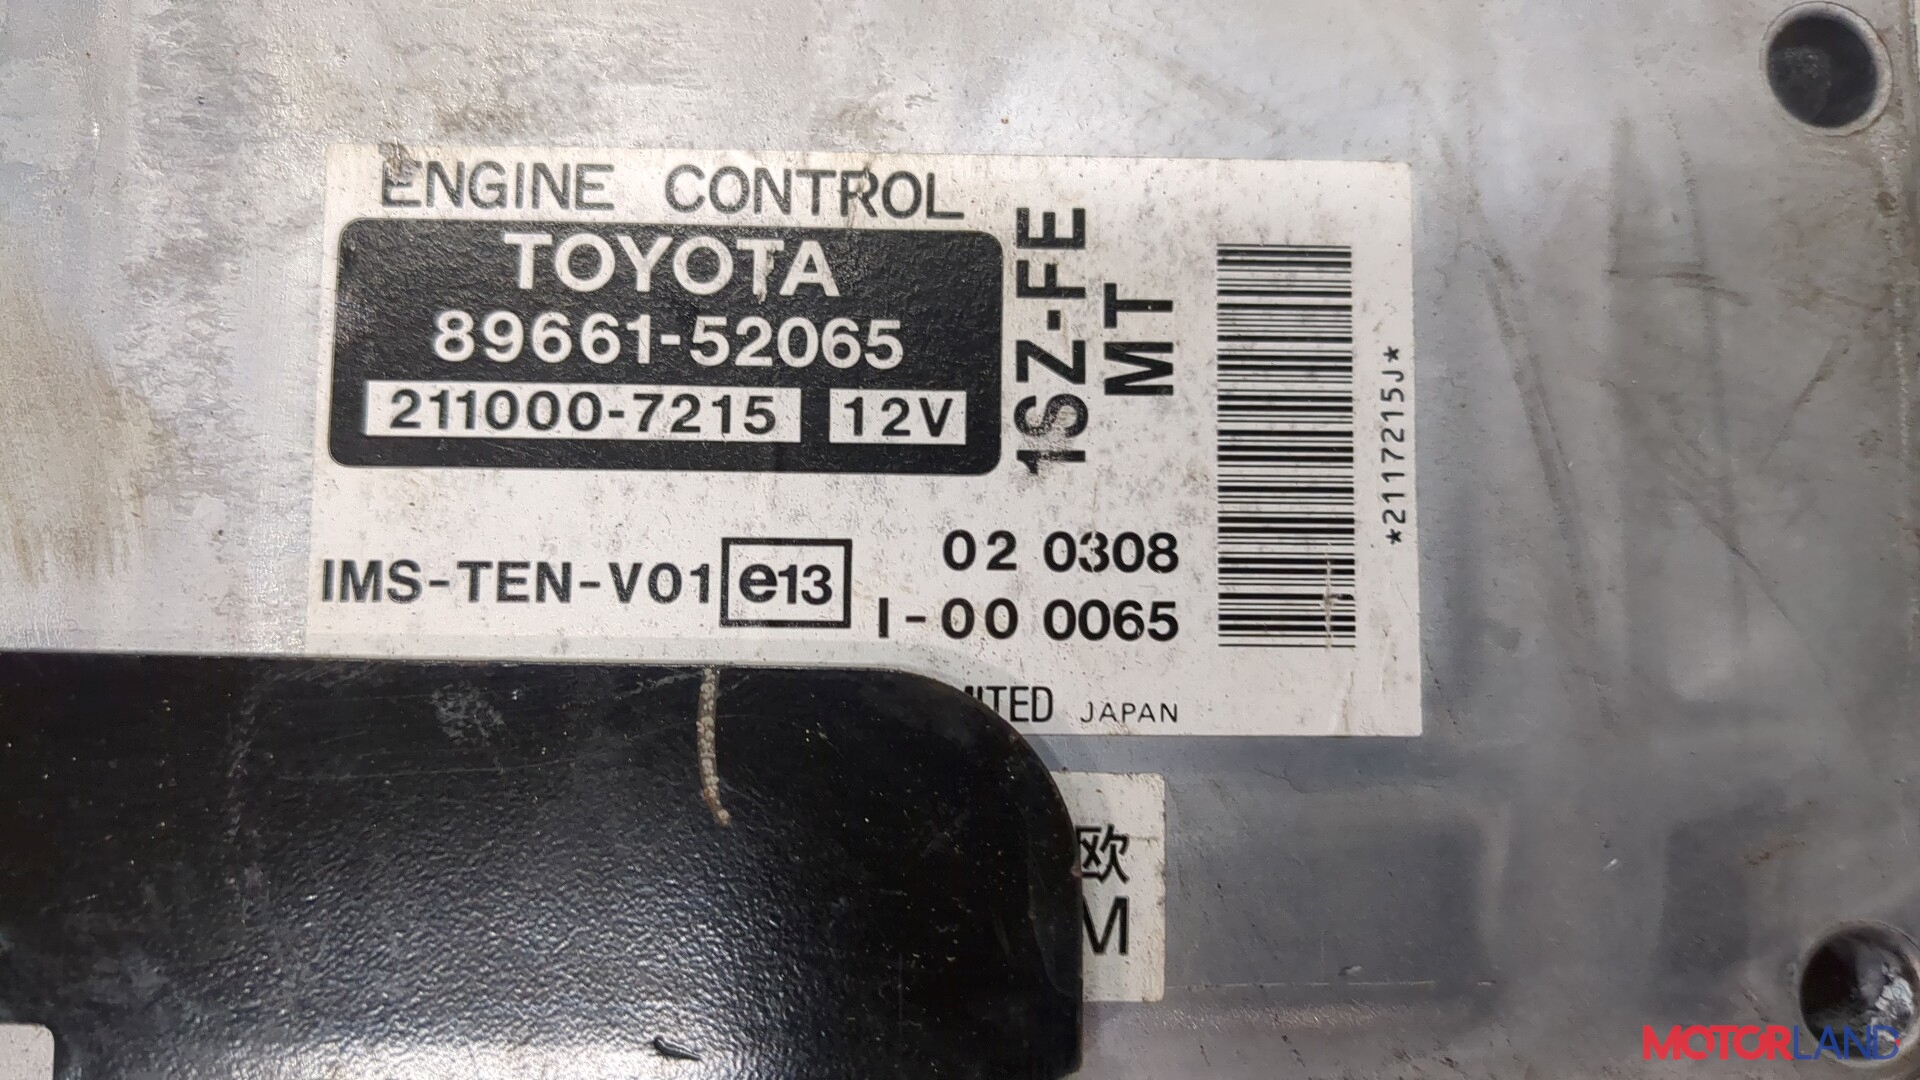 ENGINE CONTROL
TOYOTA
89661-52065
211000-7215 12V
1SZ-FE
MT
*2117215J*
IMS-TEN-V01 e13
02 0308
I-00 0065
JAPAN
欧
M
MOTORLAND